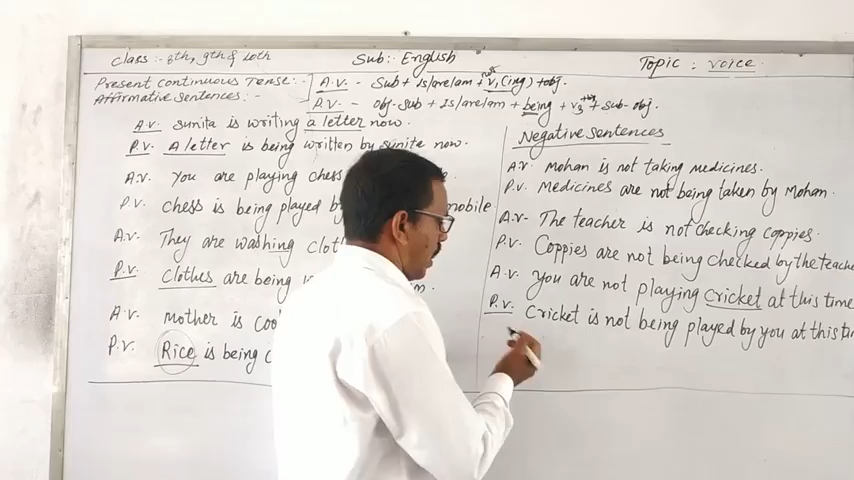 Class :- 8th, 9th & 10th
Sub:. English
Topic : voice.
Present Continuous Tense:-
Affirmative sentences:-
A.V. - Sub + Is/are/am + not V1 (ing) + obj.
P.V. - Obj-sub + Is/are/am + being + V3 + by + sub-obj.
A.V. Sunita is writing a letter now.
P.V. A letter is being written by sunita now.
A.V. You are playing chess
P.V. Chess is being played by mobile.
A.V. They are washing
P.V. Clothes are being
A.V. Mother is
P.V. Rice is being
Negative sentences
A.V. Mohan is not taking medicines.
P.V. Medicines are not being taken by Mohan.
A.V. The teacher is not checking coppies.
P.V. Coppies are not being checked by the teache
A.V. You are not playing cricket at this time
P.V. Cricket is not being played by you at this